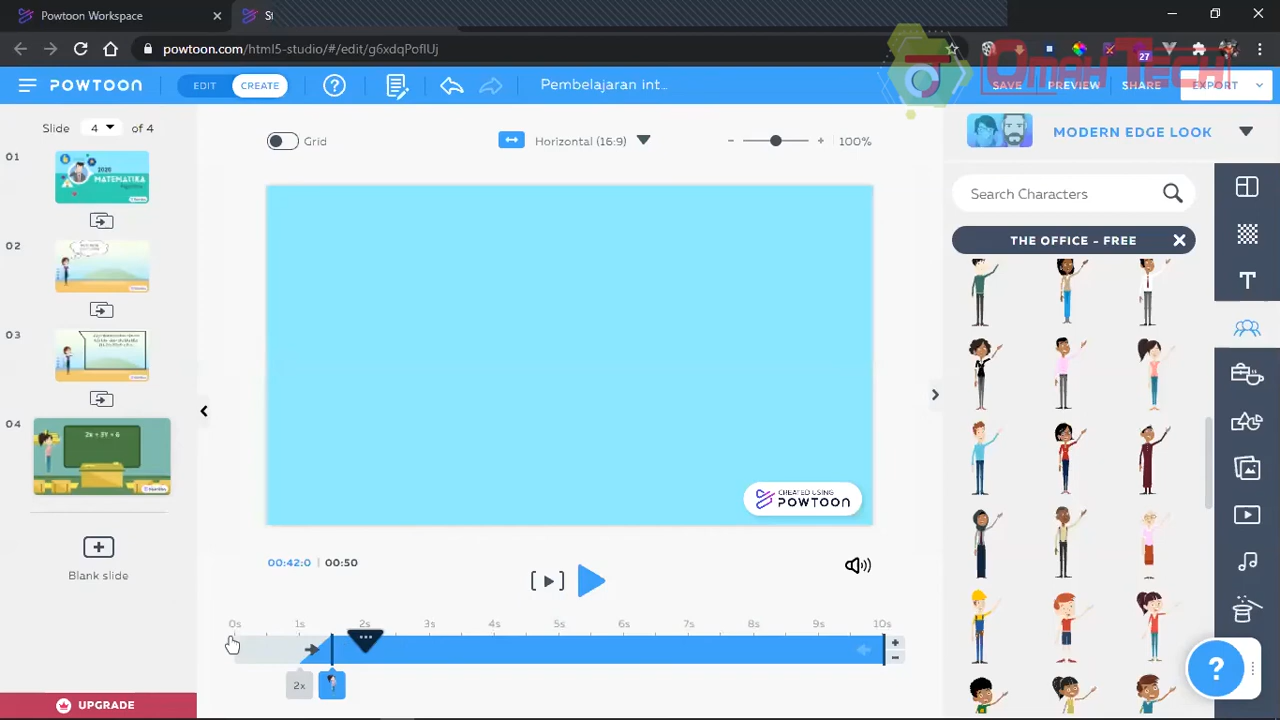 Powtoon Workspace
St
powtoon.com/html5-studio/#/edit/g6xdqPoflUj
27
OMAH TECH
POWTOON
EDIT
CREATE
Pembelajaran int...
SAVE
PREVIEW
SHARE
EXPORT
Slide 4 of 4
Grid
Horizontal (16:9)
100%
MODERN EDGE LOOK
Search Characters
THE OFFICE - FREE
01
2020
MATEMATIKA
02
03
04
2x + 3Y = 6
Blank slide
UPGRADE
CREATED USING
POWTOON
00:42:0 | 00:50
0s 1s 2s 3s 4s 5s 6s 7s 8s 9s 10s
2x
?